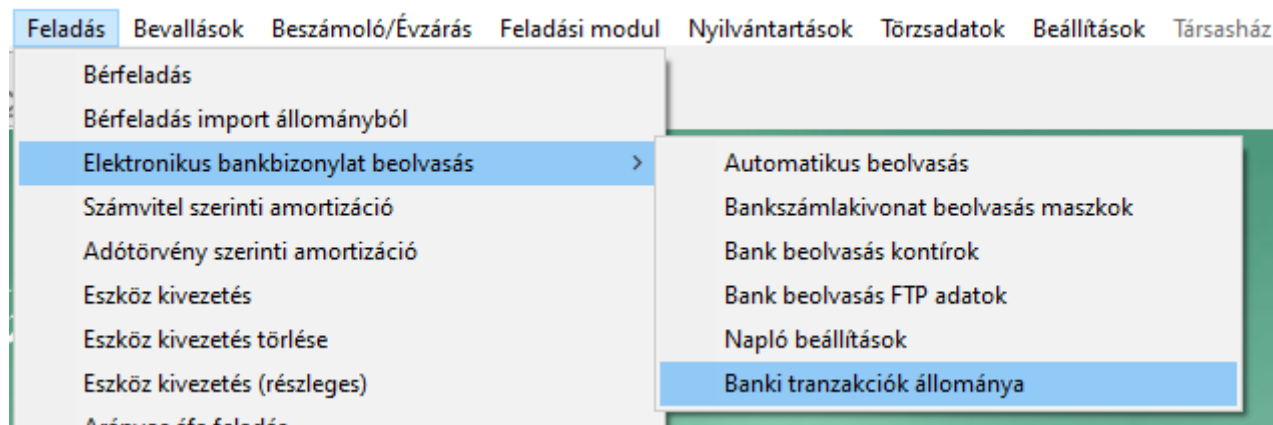 Feladás Bevallások Beszámoló/Évzárás Feladási modul Nyilvántartások Törzsadatok Beállítások Társasház
Bérfeladás
Bérfeladás import állományból
Elektronikus bankbizonylat beolvasás >
Számvitel szerinti amortizáció
Adótörvény szerinti amortizáció
Eszköz kivezetés
Eszköz kivezetés törlése
Eszköz kivezetés (részleges)
Automatikus beolvasás
Bankszámlakivonat beolvasás maszkok
Bank beolvasás kontírok
Bank beolvasás FTP adatok
Napló beállítások
Banki tranzakciók állománya